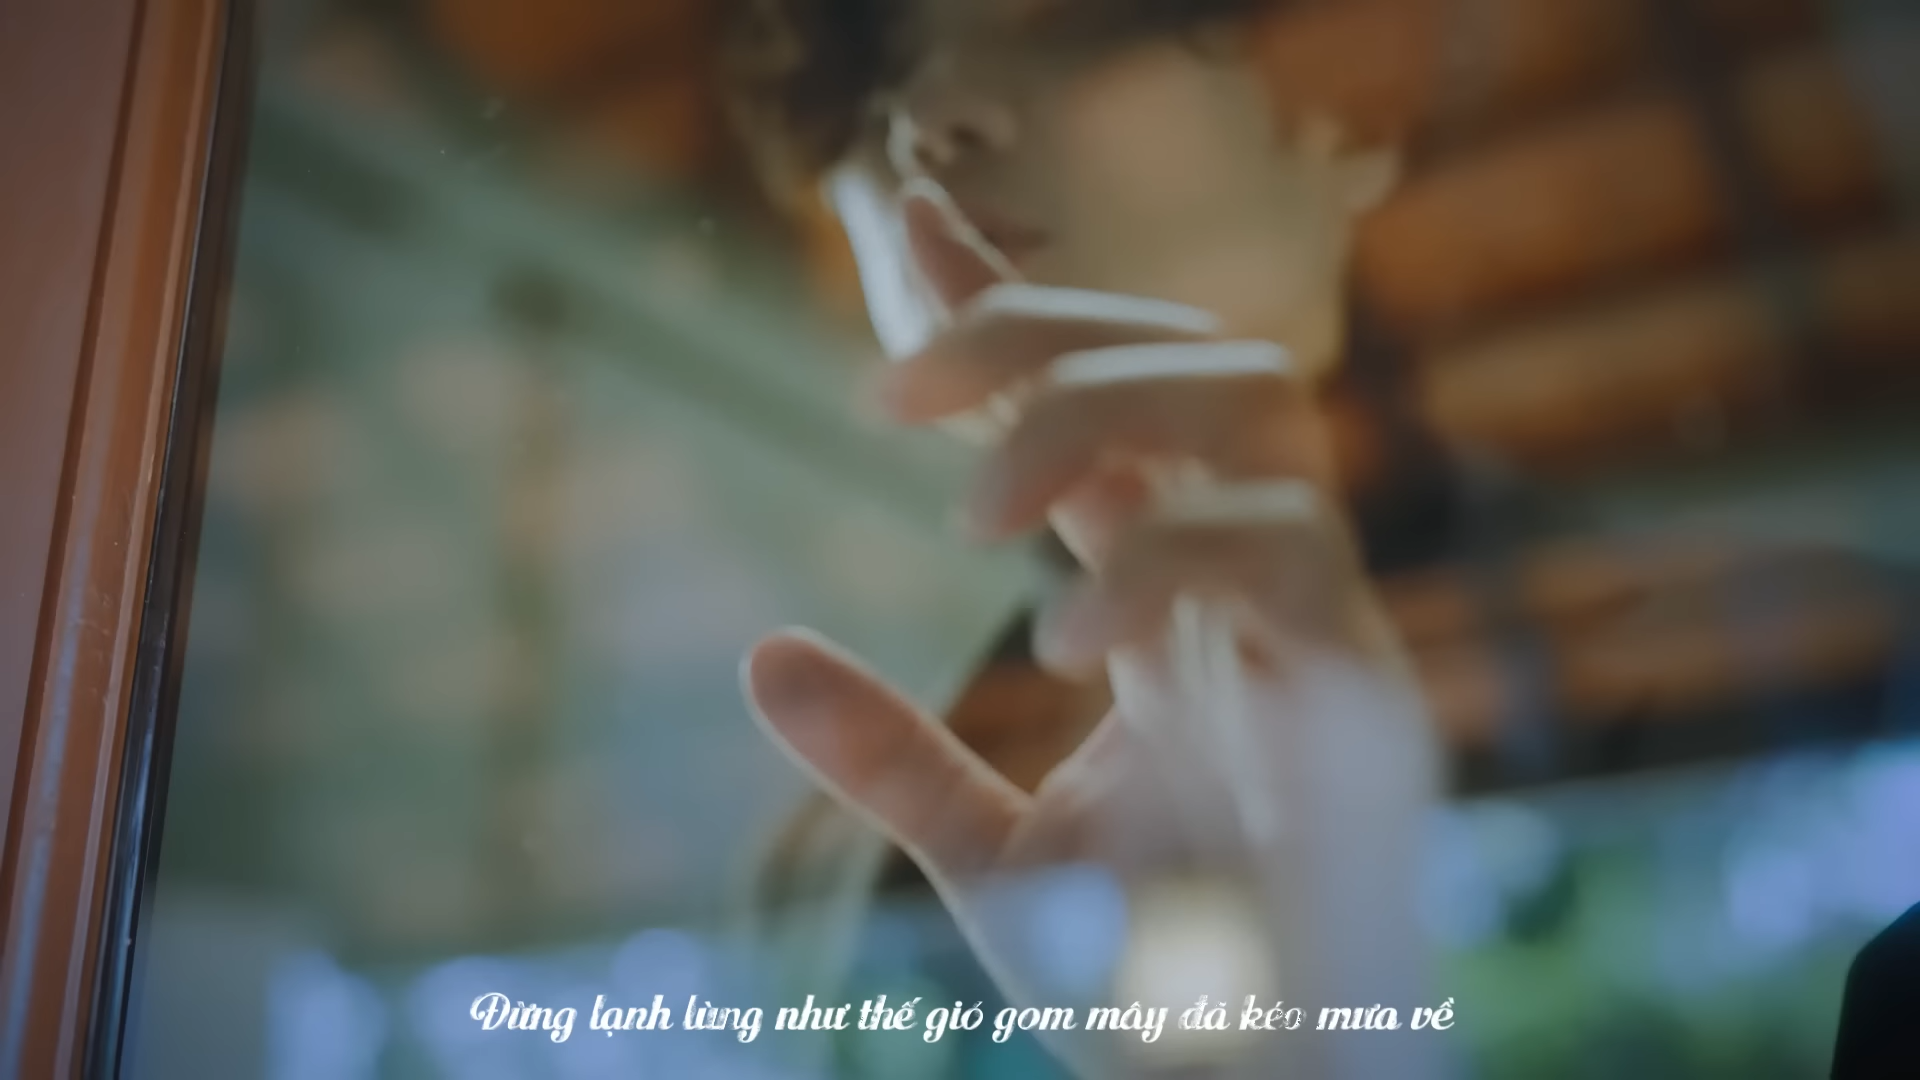 Đừng lạnh lùng như thế gió gom mây đã kéo mưa về